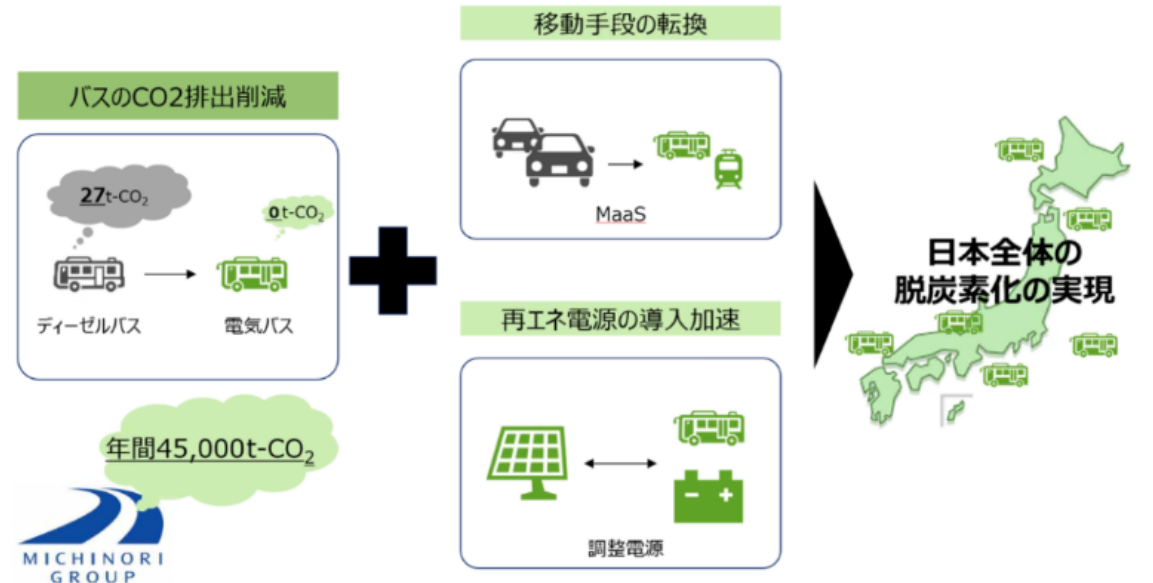 バスのCO2排出削減
27t-CO₂
0t-CO₂
ディーゼルバス
電気バス
年間45,000t-CO₂
MICHINORI
GROUP
移動手段の転換
MaaS
再エネ電源の導入加速
調整電源
日本全体の
脱炭素化の実現